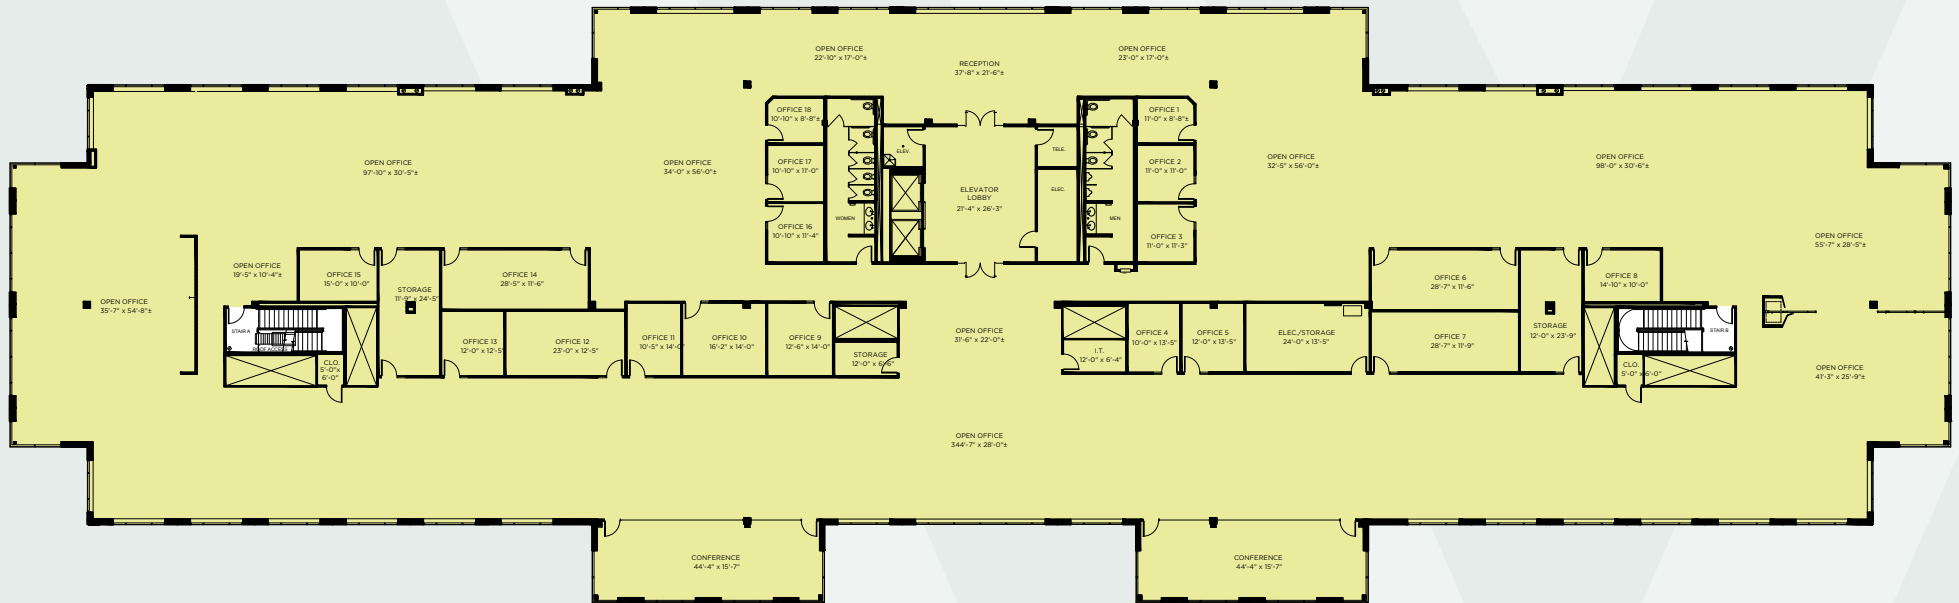 OPEN OFFICE
22'-10" x 17'-0"±
RECEPTION
37'-8" x 21'-6"±
OPEN OFFICE
23'-0" x 17'-0"±
OFFICE 18
10'-10" x 8'-8"±
OFFICE 1
11'-0" x 8'-8"±
OPEN OFFICE
97'-10" x 30'-5"±
OPEN OFFICE
34'-0" x 56'-0"±
OFFICE 17
10'-10" x 11'-0"
ELEV.
TELE.
OFFICE 2
11'-0" x 11'-0"
OPEN OFFICE
32'-5" x 56'-0"±
OPEN OFFICE
98'-0" x 30'-6"±
ELEVATOR
LOBBY
21'-4" x 26'-3"
ELEC.
WOMEN
MEN
OFFICE 16
10'-10" x 11'-4"
OFFICE 3
11'-0" x 11'-3"
OPEN OFFICE
55'-7" x 28'-5"±
OPEN OFFICE
19'-5" x 10'-4"±
OFFICE 15
15'-0" x 10'-0"
STORAGE
11'-9" x 24'-5"
OFFICE 14
28'-5" x 11'-6"
OFFICE 6
28'-7" x 11'-6"
OFFICE 8
14'-10" x 10'-0"
OPEN OFFICE
35'-7" x 54'-8"±
STAIR A
ROOF ACCESS
OFFICE 13
12'-0" x 12'-5"
OFFICE 12
23'-0" x 12'-5"
OFFICE 11
10'-5" x 14'-0"
OFFICE 10
16'-2" x 14'-0"
OFFICE 9
12'-6" x 14'-0"
STORAGE
12'-0" x 6'-6"
OPEN OFFICE
31'-6" x 22'-0"±
I.T.
12'-0" x 6'-4"
OFFICE 4
10'-0" x 13'-5"
OFFICE 5
12'-0" x 13'-5"
ELEC./STORAGE
24'-0" x 13'-5"
OFFICE 7
28'-7" x 11'-9"
STORAGE
12'-0" x 23'-9"
STAIR B
CLO.
5'-0"x
6'-0"
CLO.
5'-0" x 6'-0"
OPEN OFFICE
41'-3" x 25'-9"±
OPEN OFFICE
344'-7" x 28'-0"±
CONFERENCE
44'-4" x 15'-7"
CONFERENCE
44'-4" x 15'-7"